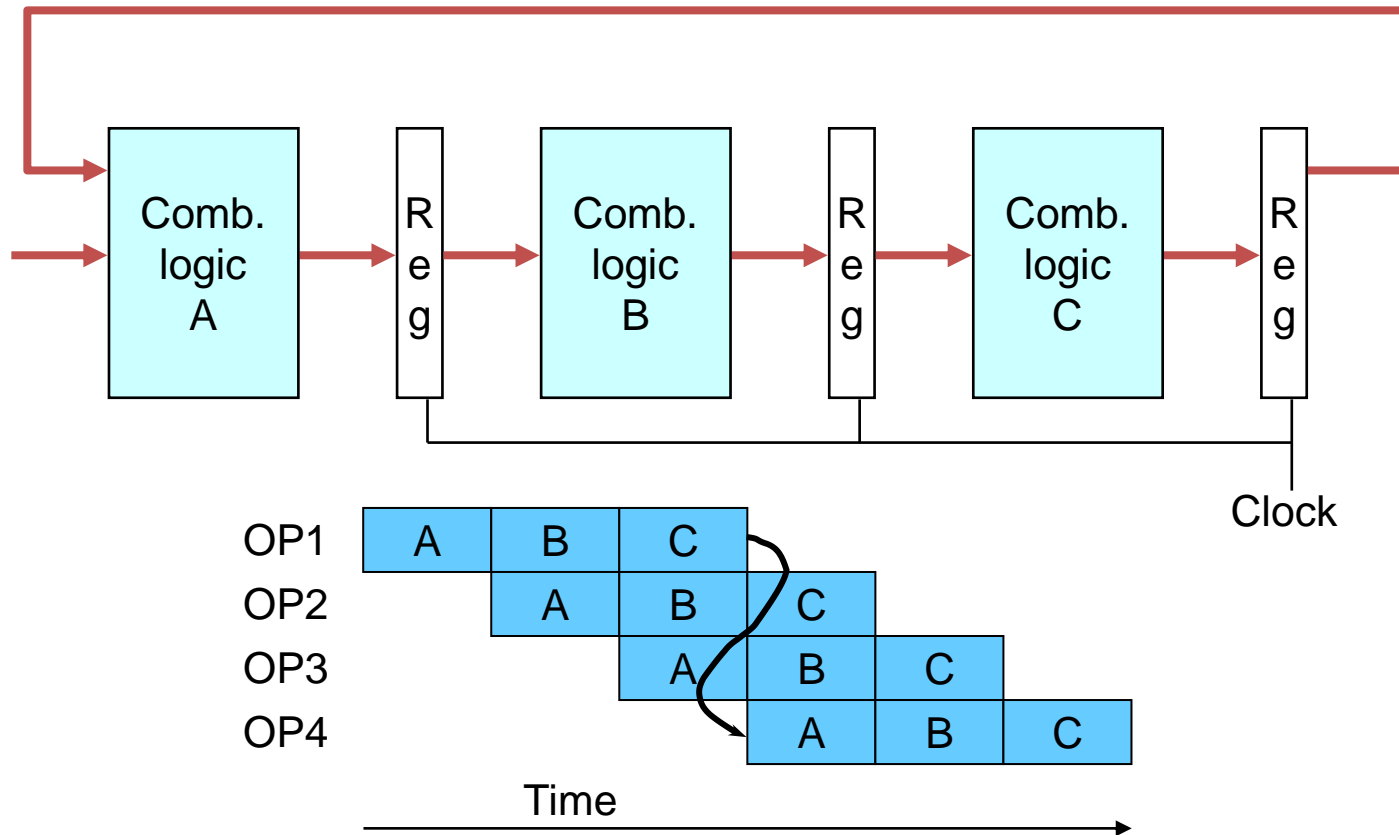 Comb.
logic
A
R
e
g
Comb.
logic
B
R
e
g
Comb.
logic
C
R
e
g
Clock
OP1 A B C
OP2 A B C
OP3 A B C
OP4 A B C
Time